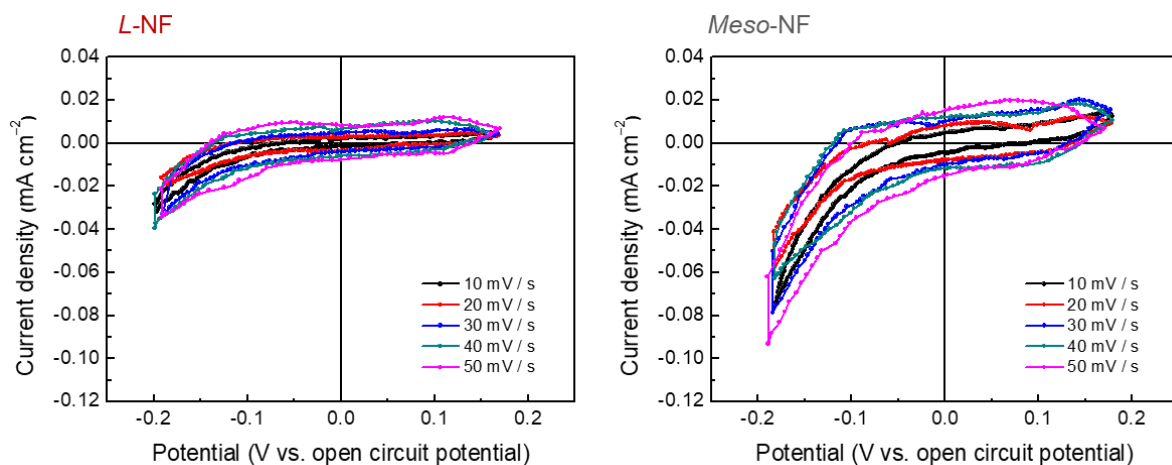 L-NF
Current density (mA cm−2)
0.04
0.02
0.00
-0.02
-0.04
-0.06
-0.08
-0.10
-0.12
10 mV / s
20 mV / s
30 mV / s
40 mV / s
50 mV / s
-0.2
-0.1
0.0
0.1
0.2
Potential (V vs. open circuit potential)
Meso-NF
Current density (mA cm−2)
0.04
0.02
0.00
-0.02
-0.04
-0.06
-0.08
-0.10
-0.12
10 mV / s
20 mV / s
30 mV / s
40 mV / s
50 mV / s
-0.2
-0.1
0.0
0.1
0.2
Potential (V vs. open circuit potential)